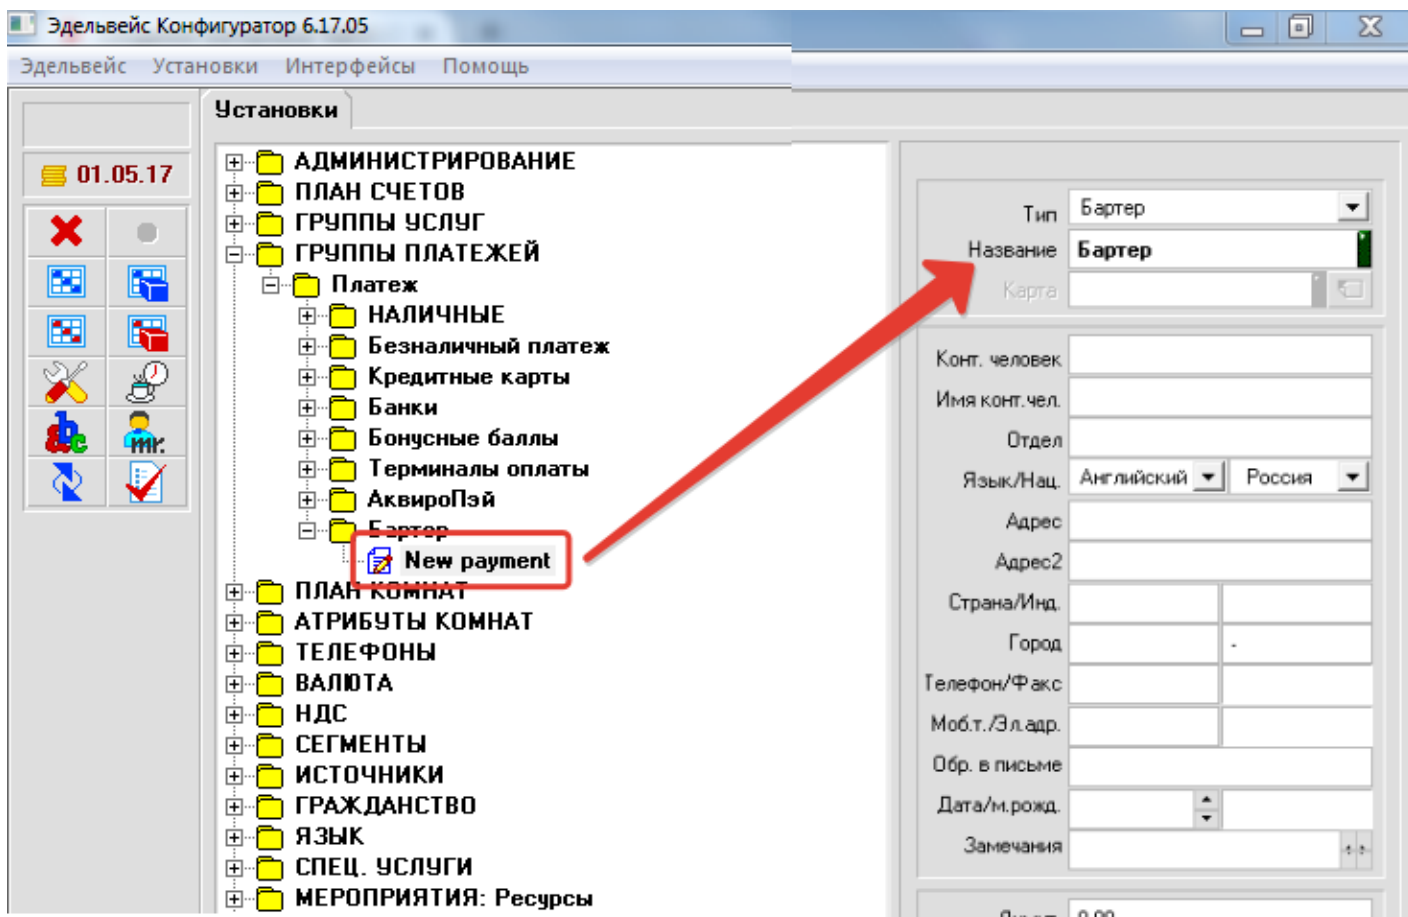 Эдельвейс Конфигуратор 6.17.05
Эдельвейс Установки Интерфейсы Помощь
Установки
01.05.17
abc
mr.
АДМИНИСТРИРОВАНИЕ
ПЛАН СЧЕТОВ
ГРУППЫ УСЛУГ
ГРУППЫ ПЛАТЕЖЕЙ
Платеж
НАЛИЧНЫЕ
Безналичный платеж
Кредитные карты
Банки
Бонусные баллы
Терминалы оплаты
АквироПэй
Бартер
New payment
ПЛАН КОМНАТ
АТРИБУТЫ КОМНАТ
ТЕЛЕФОНЫ
ВАЛЮТА
НДС
СЕГМЕНТЫ
ИСТОЧНИКИ
ГРАЖДАНСТВО
ЯЗЫК
СПЕЦ. УСЛУГИ
МЕРОПРИЯТИЯ: Ресурсы
Тип Бартер
Название Бартер
Карта
Конт. человек
Имя конт.чел.
Отдел
Язык/Нац. Английский Россия
Адрес
Адрес2
Страна/Инд.
Город -
Телефон/Факс
Моб.т./Эл.адр.
Обр. в письме
Дата/м.рожд.
Замечания